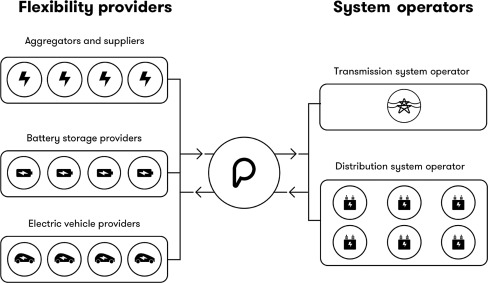 Flexibility providers
System operators
Aggregators and suppliers
Transmission system operator
Battery storage providers
Distribution system operator
Electric vehicle providers